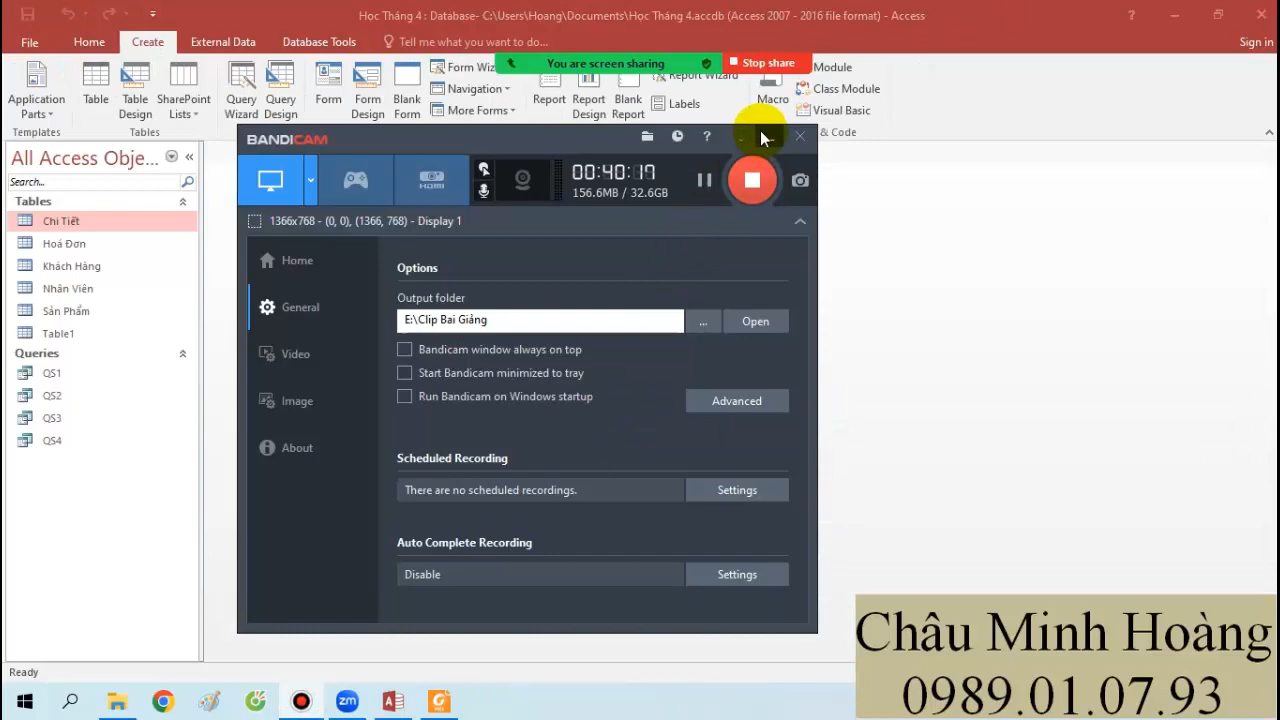 Học Tháng 4 : Database- C:\Users\Hoang\Documents\Học Tháng 4.accdb (Access 2007 - 2016 file format) - Access
File Home Create External Data Database Tools Tell me what you want to do... Sign in
You are screen sharing Stop share
Application Parts
Table
Table Design
SharePoint Lists
Query Wizard
Query Design
Form
Form Design
Blank Form
Form Wiz
Navigation
More Forms
Report
Report Design
Blank Report
Report Wizard
Labels
Macro
Module
Class Module
Visual Basic
Templates
Tables
& Code
All Access Obje...
Search...
Tables
Chi Tiết
Hoá Đơn
Khách Hàng
Nhân Viên
Sản Phẩm
Table1
Queries
QS1
QS2
QS3
QS4
BANDICAM
HDMI
00:40:17
156.6MB / 32.6GB
1366x768 - (0, 0), (1366, 768) - Display 1
Home
General
Video
Image
About
Options
Output folder
E:\Clip Bai Giảng
... Open
Bandicam window always on top
Start Bandicam minimized to tray
Run Bandicam on Windows startup
Advanced
Scheduled Recording
There are no scheduled recordings. Settings
Auto Complete Recording
Disable Settings
Ready
zm
Châu Minh Hoàng
0989.01.07.93